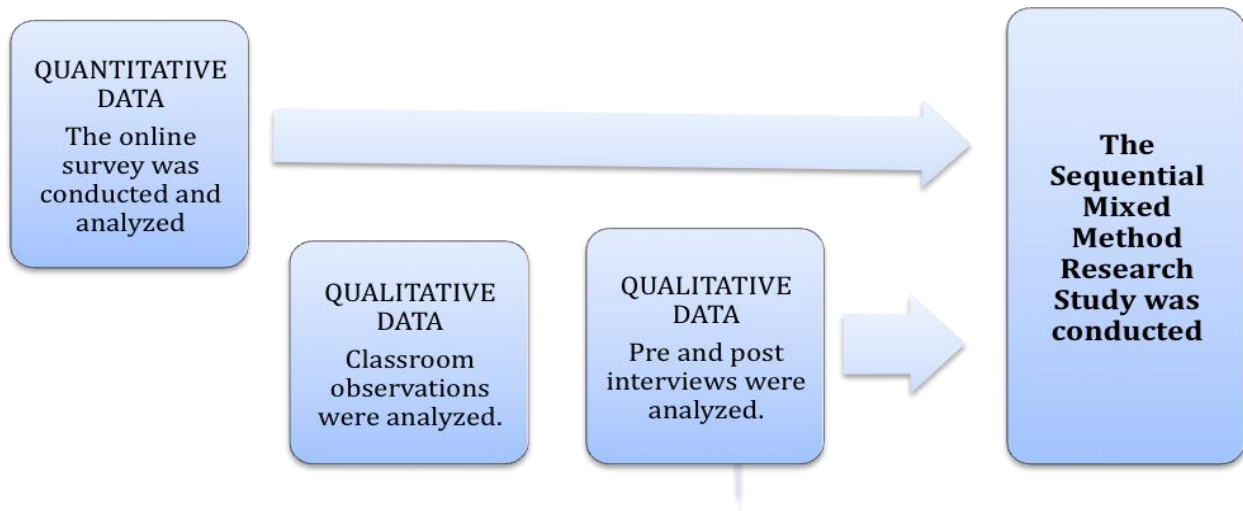 QUANTITATIVE
DATA
The online
survey was
conducted and
analyzed
QUALITATIVE
DATA
Classroom
observations
were analyzed.
QUALITATIVE
DATA
Pre and post
interviews were
analyzed.
The
Sequential
Mixed
Method
Research
Study was
conducted